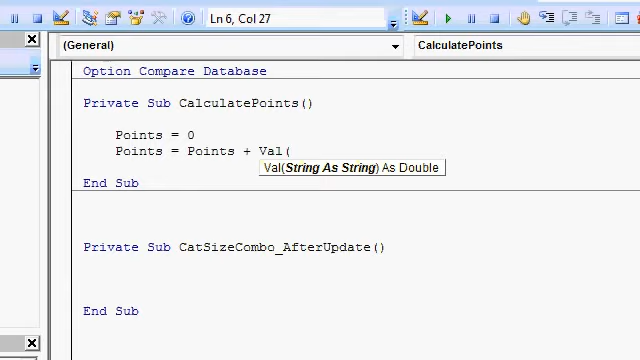 Ln 6, Col 27
(General) CalculatePoints
Option Compare Database
Private Sub CalculatePoints()
Points = 0
Points = Points + Val(
Val(String As String) As Double
End Sub
Private Sub CatSizeCombo_AfterUpdate()
End Sub